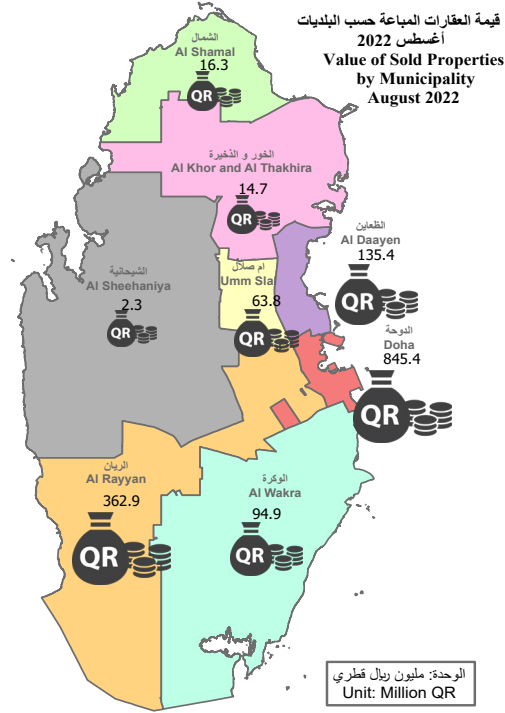 قيمة العقارات المباعة حسب البلديات
أغسطس 2022
Value of Sold Properties
by Municipality
August 2022
الشمال
Al Shamal
16.3
QR
الخور و الذخيرة
Al Khor and Al Thakhira
14.7
QR
الظعاين
Al Daayen
135.4
QR
الشيحانية
Al Sheehaniya
2.3
QR
ام صلال
Umm Slal
63.8
QR
الدوحة
Doha
845.4
QR
الريان
Al Rayyan
362.9
QR
الوكرة
Al Wakra
94.9
QR
الوحدة: مليون ريال قطري
Unit: Million QR